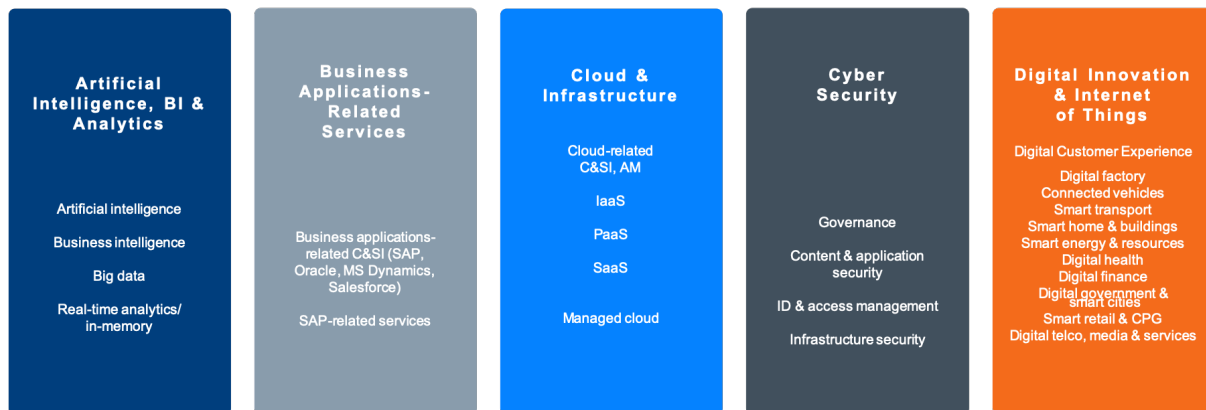 Artificial
Intelligence, BI &
Analytics
Artificial intelligence
Business intelligence
Big data
Real-time analytics/
in-memory
Business
Applications-
Related
Services
Business applications-
related C&SI (SAP,
Oracle, MS Dynamics,
Salesforce)
SAP-related services
Cloud &
Infrastructure
Cloud-related
C&SI, AM
IaaS
PaaS
SaaS
Managed cloud
Cyber
Security
Governance
Content & application
security
ID & access management
Infrastructure security
Digital Innovation
& Internet
of Things
Digital Customer Experience
Digital factory
Connected vehicles
Smart transport
Smart home & buildings
Smart energy & resources
Digital health
Digital finance
Digital government &
smart cities
Smart retail & CPG
Digital telco, media & services